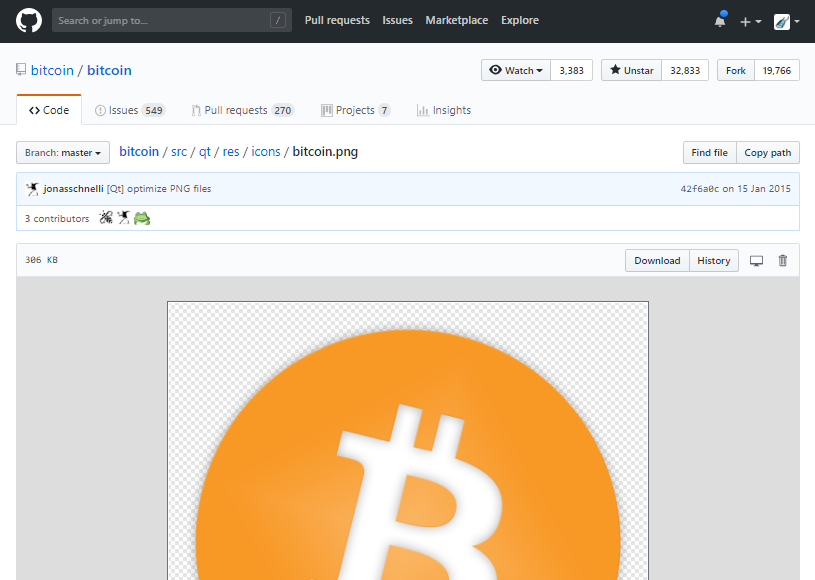 Search or jump to... / Pull requests Issues Marketplace Explore
bitcoin / bitcoin Watch 3,383 Unstar 32,833 Fork 19,766
Code Issues 549 Pull requests 270 Projects 7 Insights
Branch: master bitcoin / src / qt / res / icons / bitcoin.png Find file Copy path
jonasschnelli [Qt] optimize PNG files 42f6a0c on 15 Jan 2015
3 contributors
306 KB Download History